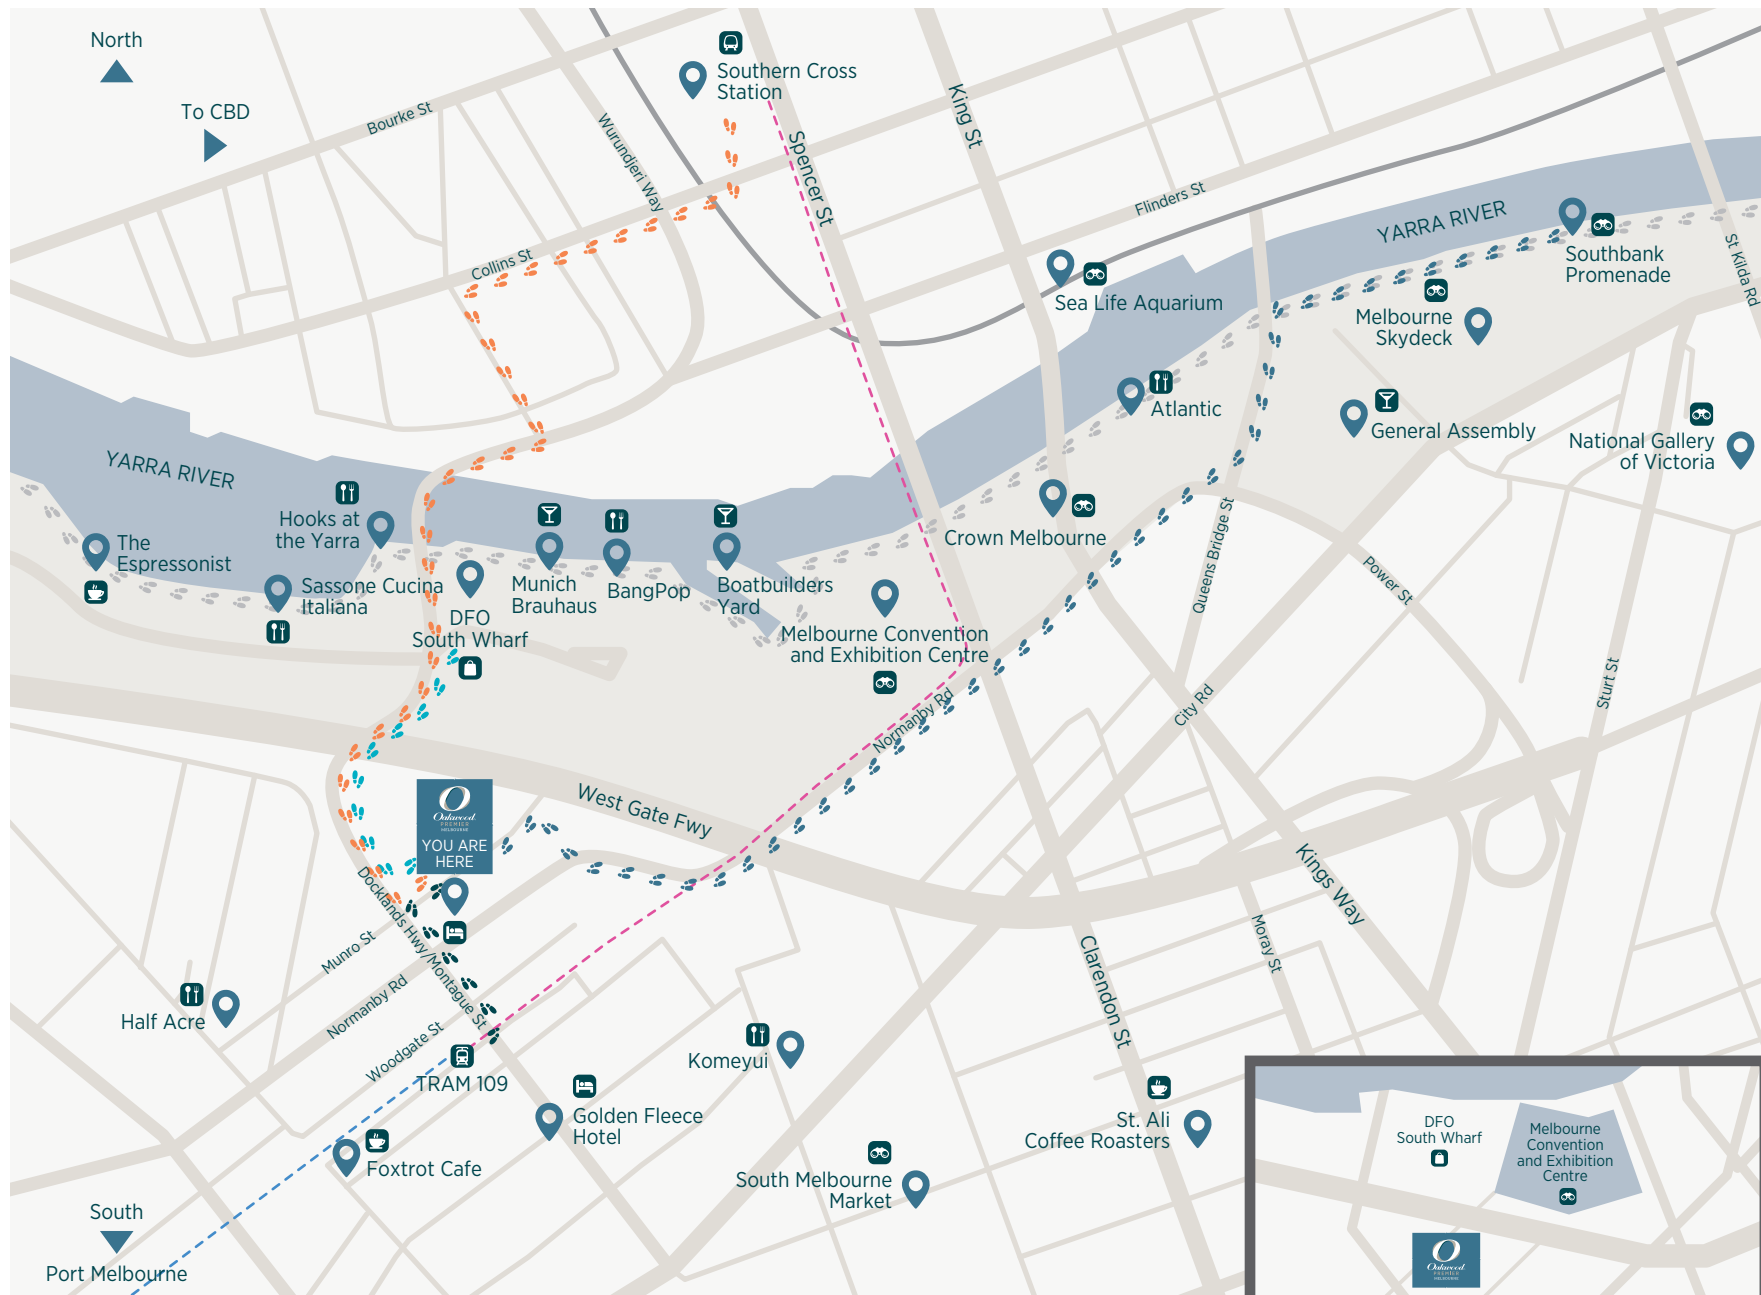 North
To CBD
Bourke St
Wurundjeri Way
Southern Cross
Station
Spencer St
King St
Flinders St
YARRA RIVER
Southbank
Promenade
St Kilda Rd
Collins St
Sea Life Aquarium
Melbourne
Skydeck
Atlantic
General Assembly
National Gallery
of Victoria
YARRA RIVER
Hooks at
the Yarra
The
Espressonist
Sassone Cucina
Italiana
DFO
South Wharf
Munich
Brauhaus
BangPop
Boatbuilders
Yard
Crown Melbourne
Melbourne Convention
and Exhibition Centre
Queens Bridge St
Power St
Sturt St
City Rd
Normanby Rd
West Gate Fwy
Oakwood
PREMIER
MELBOURNE
YOU ARE
HERE
Docklands Hwy/Montague St
Kings Way
Munro St
Normanby Rd
Woodgate St
Moray St
Clarendon St
Half Acre
TRAM 109
Komeyui
Golden Fleece
Hotel
Foxtrot Cafe
St. Ali
Coffee Roasters
South Melbourne
Market
South
Port Melbourne
DFO
South Wharf
Melbourne
Convention
and Exhibition
Centre
Oakwood
PREMIER
MELBOURNE